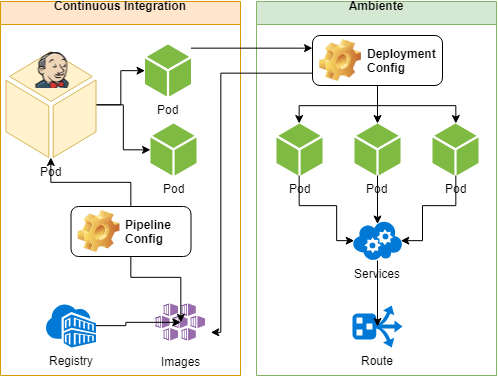 Continuous Integration
Ambiente
Deployment
Config
Pod
Pod
Pod
Pod
Pod
Pod
Pipeline
Config
Services
Registry
Images
Route